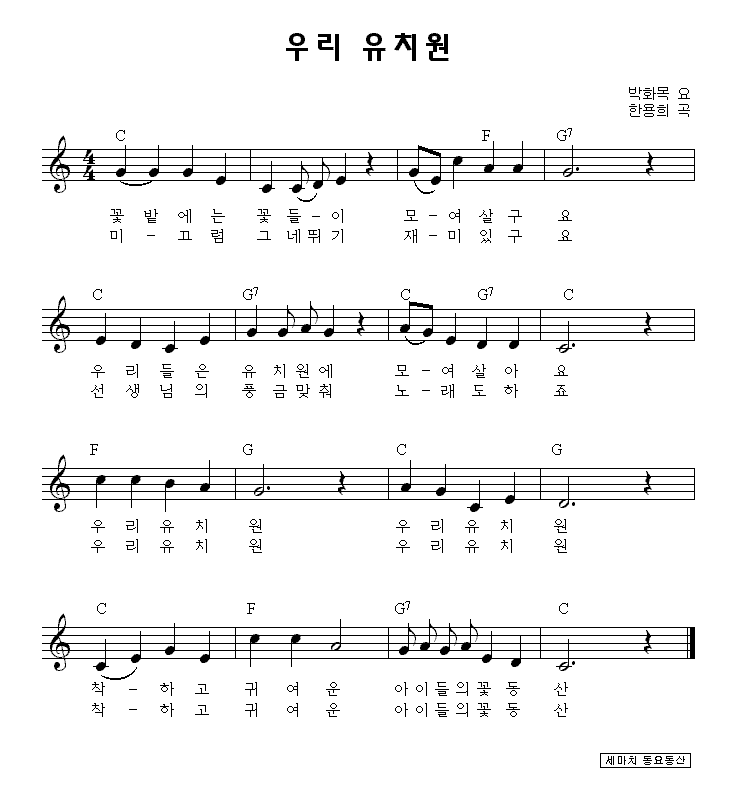 우리 유치원
박화목 요
한용희 곡
C F G7
4
4
꽃 밭 에 는 꽃 들 - 이 모 - 여 살 구 요
미 - 끄 럼 그 네 뛰 기 재 - 미 있 구 요
C G7 C G7 C
우 리 들 은 유 치 원 에 모 - 여 살 아 요
선 생 님 의 풍 금 맞 춰 노 - 래 도 하 죠
F G C G
우 리 유 치 원 우 리 유 치 원
우 리 유 치 원 우 리 유 치 원
C F G7 C
착 - 하 고 귀 여 운 아 이 들 의 꽃 동 산
착 - 하 고 귀 여 운 아 이 들 의 꽃 동 산
세마치 동요동산